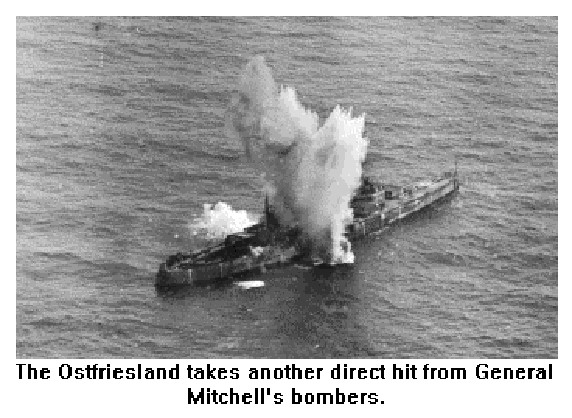 The Ostfriesland takes another direct hit from General
Mitchell's bombers.